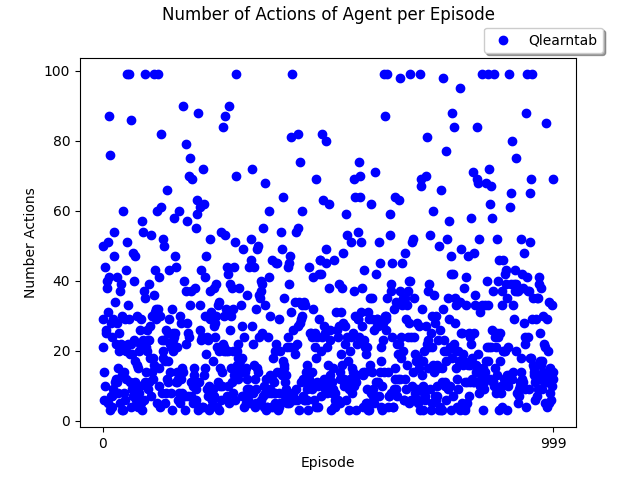 Number of Actions of Agent per Episode
Qlearntab
100
80
60
40
20
0
Number Actions
0
999
Episode